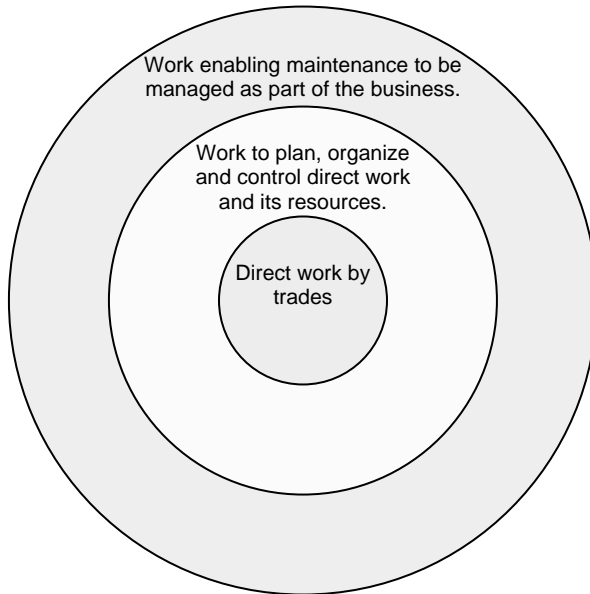 Work enabling maintenance to be
managed as part of the business.
Work to plan, organize
and control direct work
and its resources.
Direct work by
trades